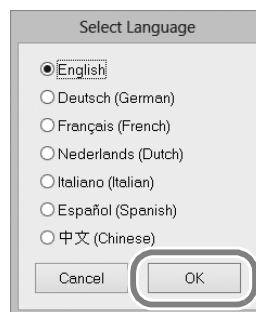 Select Language
English
Deutsch (German)
Français (French)
Nederlands (Dutch)
Italiano (Italian)
Español (Spanish)
中文 (Chinese)
Cancel OK